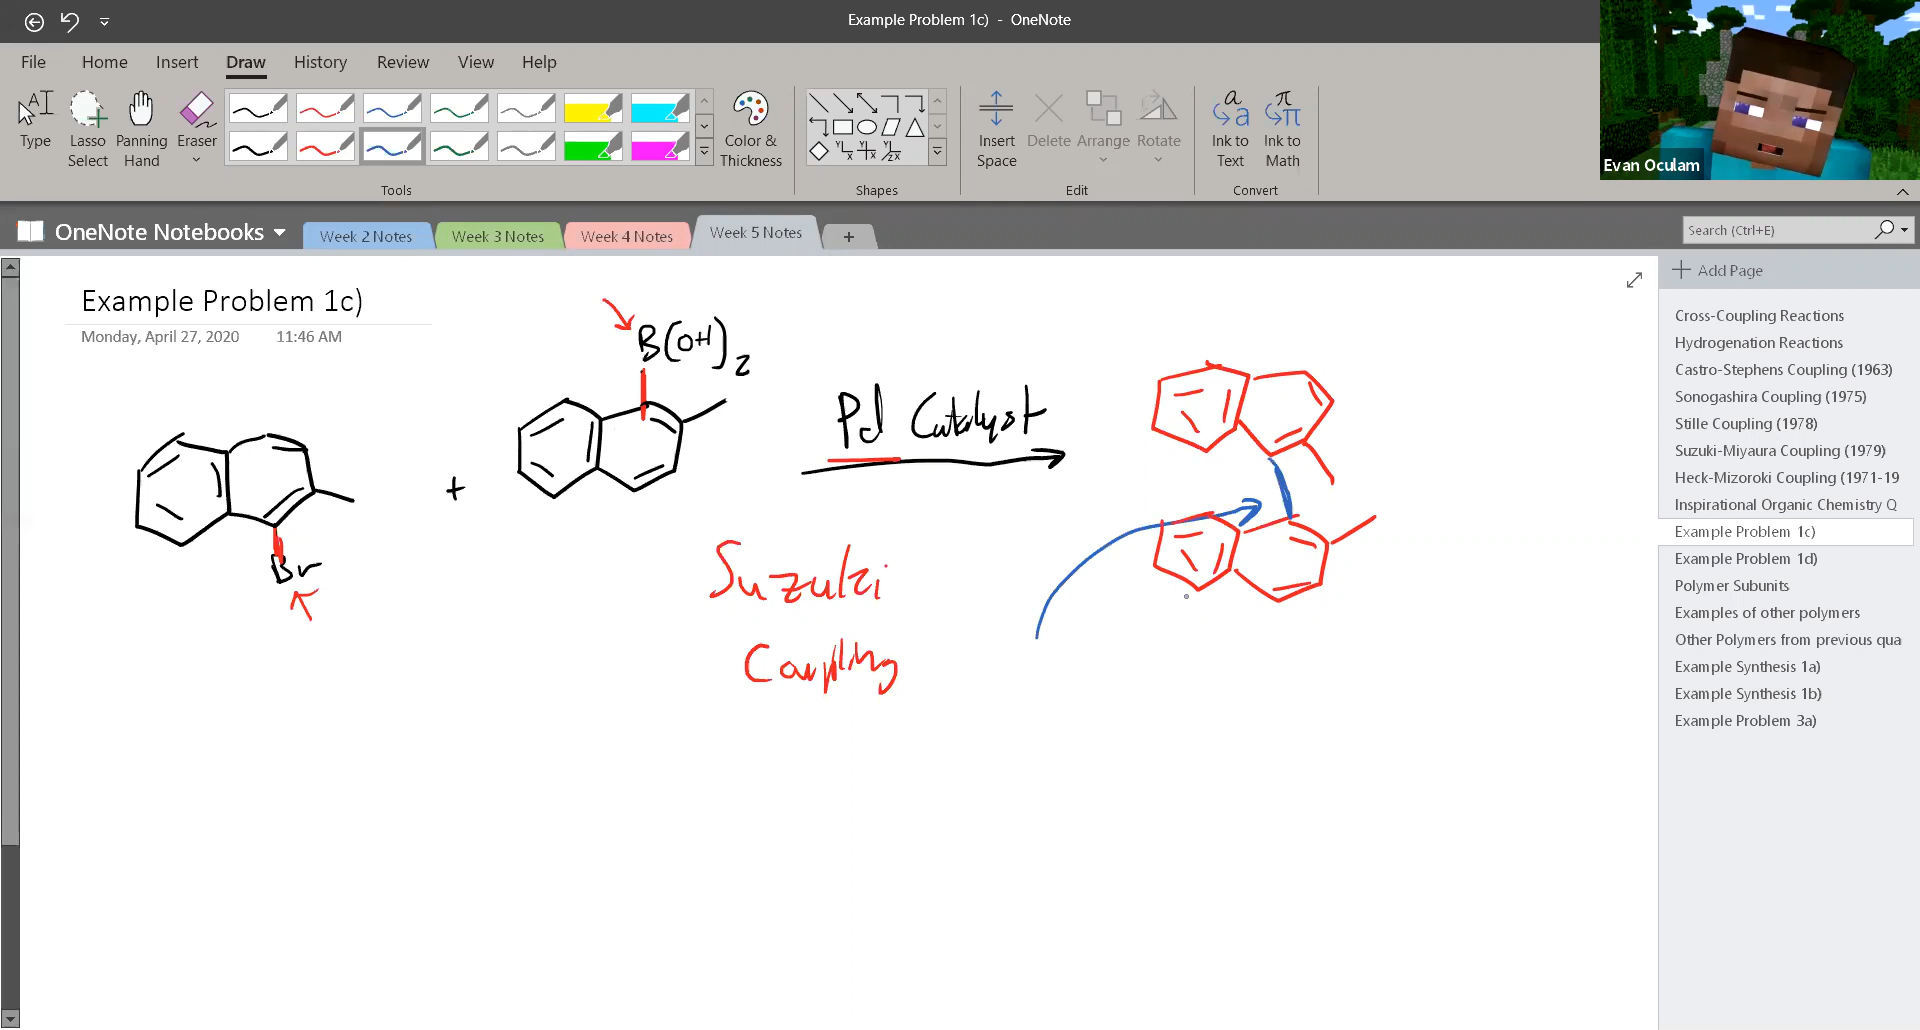 Example Problem 1c) - OneNote
File Home Insert Draw History Review View Help
Type
Lasso Select
Panning Hand
Eraser
Color & Thickness
Insert Space
Delete
Arrange
Rotate
Ink to Text
Ink to Math
Tools
Shapes
Edit
Convert
Evan Oculam
OneNote Notebooks
Week 2 Notes
Week 3 Notes
Week 4 Notes
Week 5 Notes
Search (Ctrl+E)
Example Problem 1c)
Monday, April 27, 2020 11:46 AM
B(OH)2
Pd Catalyst
Br
+
Suzuki
Coupling
Add Page
Cross-Coupling Reactions
Hydrogenation Reactions
Castro-Stephens Coupling (1963)
Sonogashira Coupling (1975)
Stille Coupling (1978)
Suzuki-Miyaura Coupling (1979)
Heck-Mizoroki Coupling (1971-19
Inspirational Organic Chemistry Q
Example Problem 1c)
Example Problem 1d)
Polymer Subunits
Examples of other polymers
Other Polymers from previous qua
Example Synthesis 1a)
Example Synthesis 1b)
Example Problem 3a)